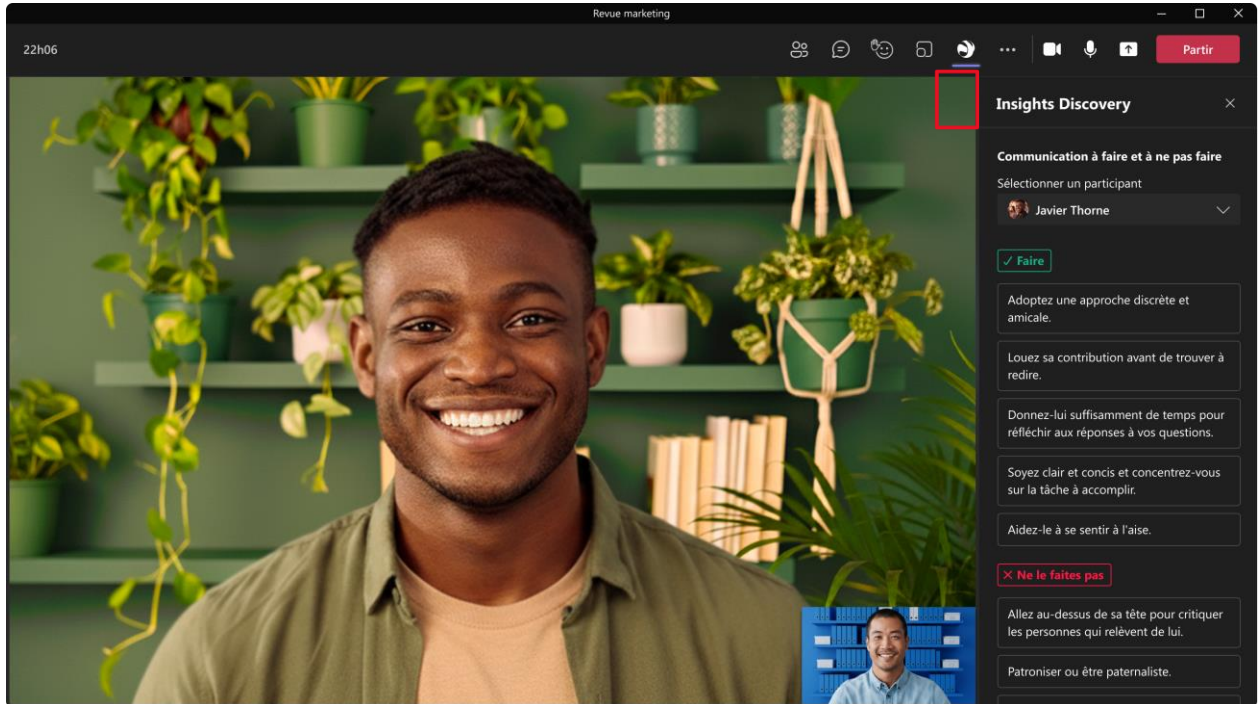 Revue marketing
22h06
Partir
Insights Discovery
Communication à faire et à ne pas faire
Sélectionner un participant
Javier Thorne
Faire
Adoptez une approche discrète et
amicale.
Louez sa contribution avant de trouver à
redire.
Donnez-lui suffisamment de temps pour
réfléchir aux réponses à vos questions.
Soyez clair et concis et concentrez-vous
sur la tâche à accomplir.
Aidez-le à se sentir à l'aise.
Ne le faites pas
Allez au-dessus de sa tête pour critiquer
les personnes qui relèvent de lui.
Patroniser ou être paternaliste.